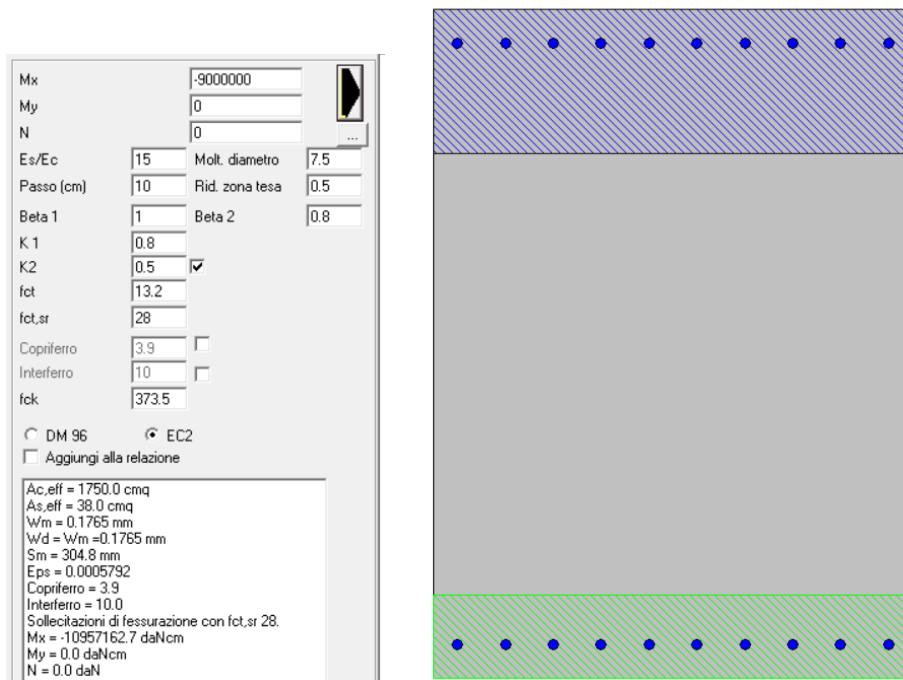 Mx -9000000
My 0
N 0
...
Es/Ec 15 Molt. diametro 7.5
Passo (cm) 10 Rid. zona tesa 0.5
Beta 1 1 Beta 2 0.8
K 1 0.8
K2 0.5
fct 13.2
fct,sr 28
Copriferro 3.9
Interferro 10
fck 373.5
DM 96 EC2
Aggiungi alla relazione
Ac,eff = 1750.0 cmq
As,eff = 38.0 cmq
Wm = 0.1765 mm
Wd = Wm =0.1765 mm
Sm = 304.8 mm
Eps = 0.0005792
Copriferro = 3.9
Interferro = 10.0
Sollecitazioni di fessurazione con fct,sr 28.
Mx = -10957162.7 daNcm
My = 0.0 daNcm
N = 0.0 daN